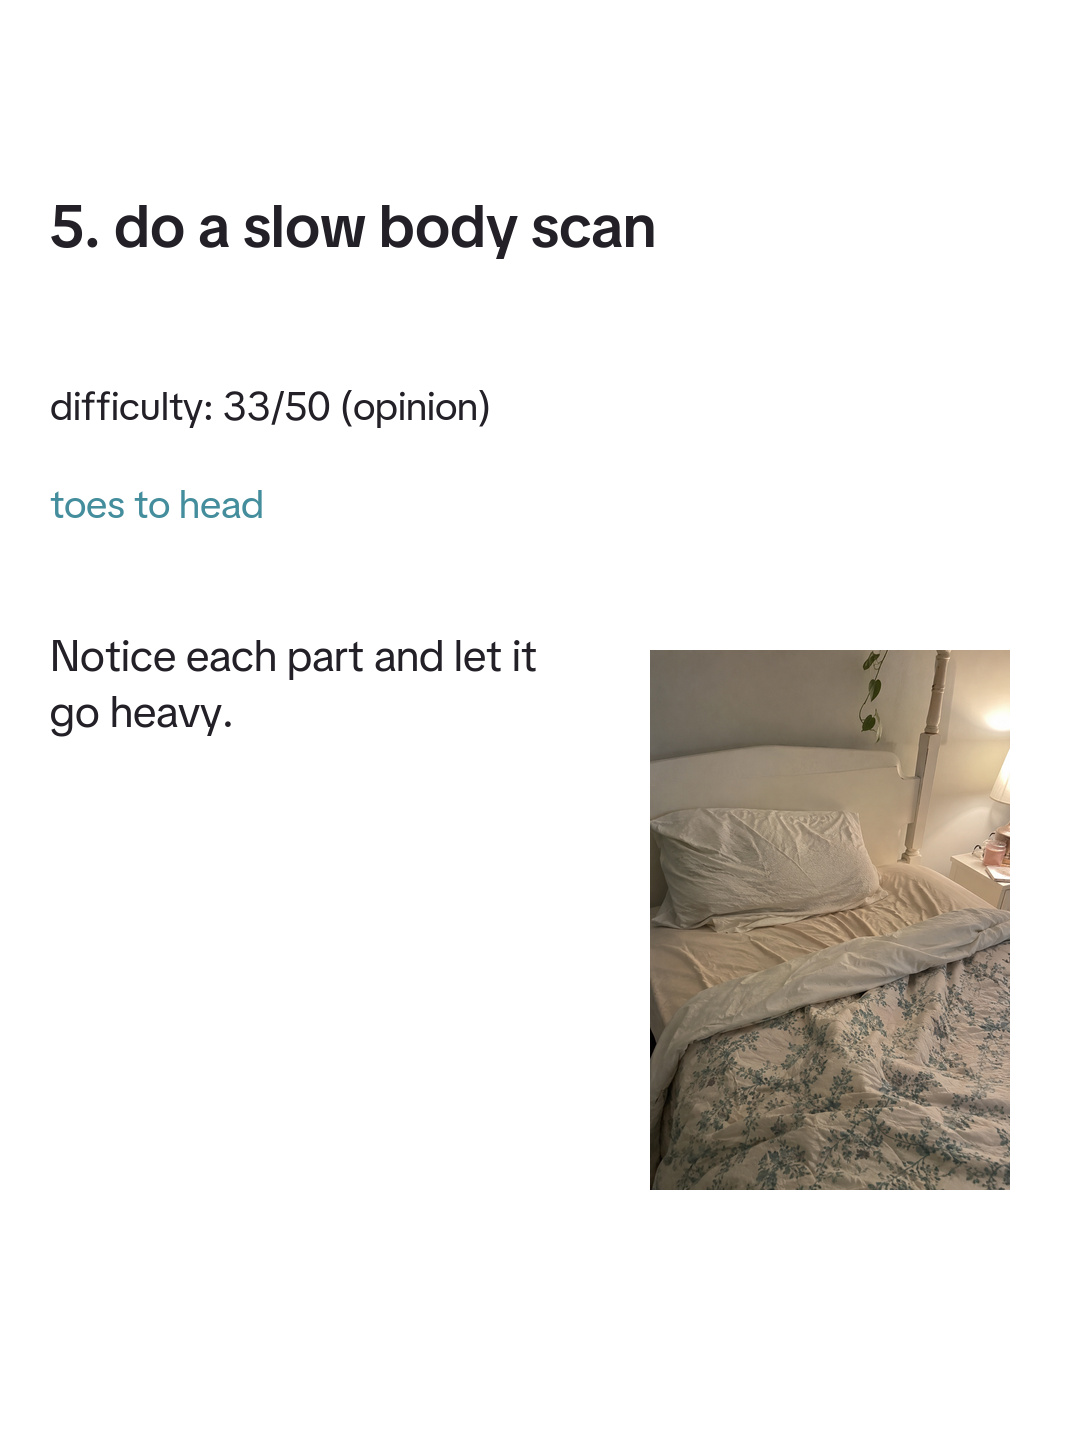 5. do a slow body scan
difficulty: 33/50 (opinion)
toes to head
Notice each part and let it
go heavy.